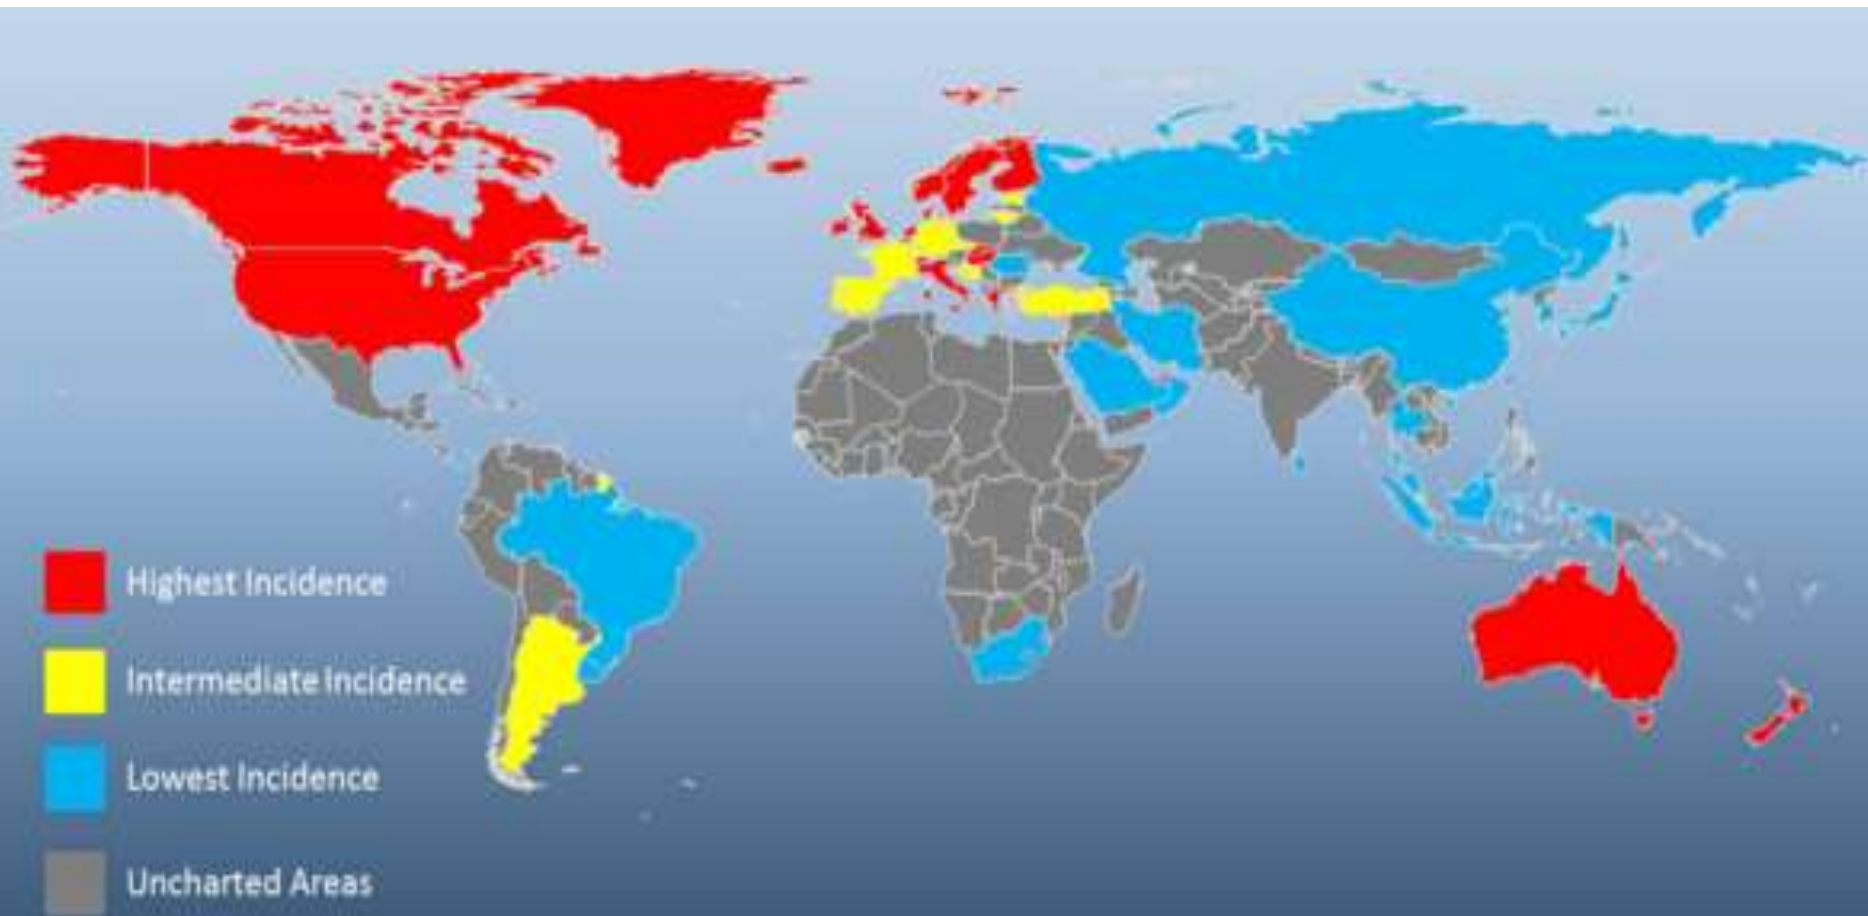 Highest Incidence
Intermediate Incidence
Lowest Incidence
Uncharted Areas